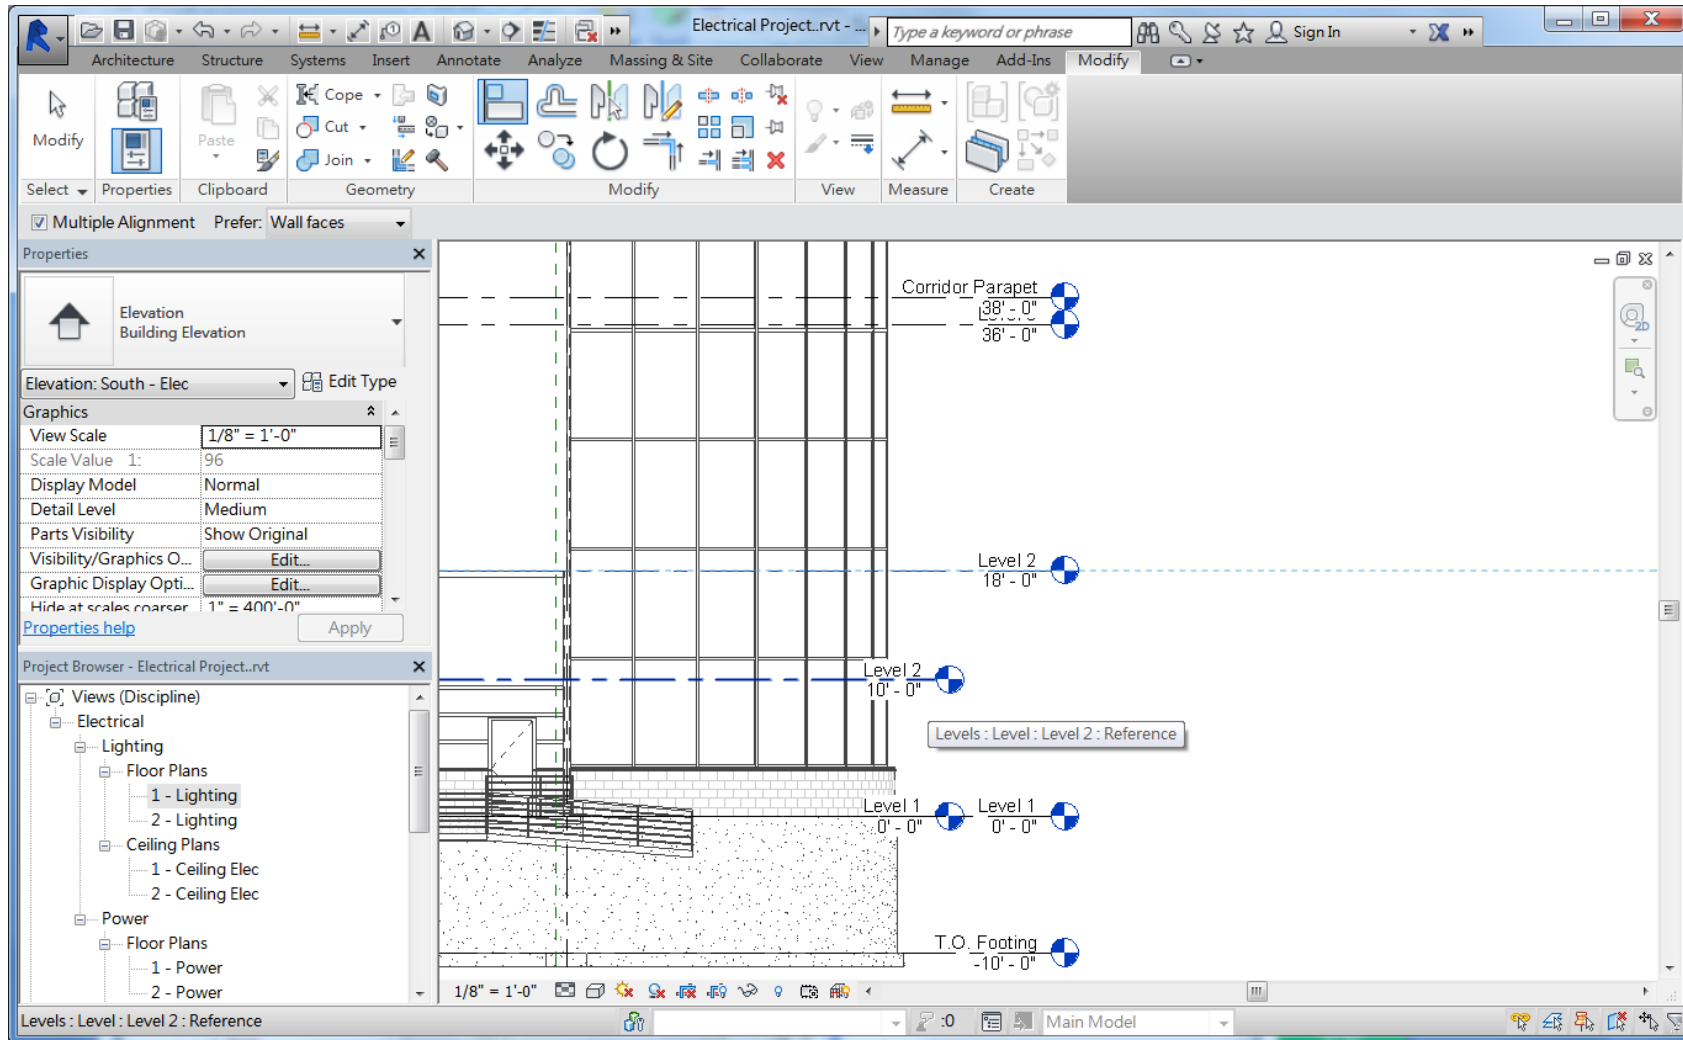 Electrical Project..rvt - ...
Type a keyword or phrase
Sign In
Architecture Structure Systems Insert Annotate Analyze Massing & Site Collaborate View Manage Add-Ins Modify
Modify
Paste
Cope
Cut
Join
Select Properties Clipboard Geometry Modify View Measure Create
Multiple Alignment Prefer: Wall faces
Properties
Elevation
Building Elevation
Elevation: South - Elec Edit Type
Graphics
View Scale 1/8" = 1'-0"
Scale Value 1: 96
Display Model Normal
Detail Level Medium
Parts Visibility Show Original
Visibility/Graphics O... Edit...
Graphic Display Opti... Edit...
Hide at scales coarser 1" = 400'-0"
Properties help Apply
Project Browser - Electrical Project..rvt
Views (Discipline)
Electrical
Lighting
Floor Plans
1 - Lighting
2 - Lighting
Ceiling Plans
1 - Ceiling Elec
2 - Ceiling Elec
Power
Floor Plans
1 - Power
2 - Power
Corridor Parapet
38' - 0"
36' - 0"
2D
Level 2
18' - 0"
Level 2
10' - 0"
Levels : Level : Level 2 : Reference
Level 1 Level 1
0' - 0" 0' - 0"
T.O. Footing
-10' - 0"
1/8" = 1'-0"
Levels : Level : Level 2 : Reference
:0
Main Model